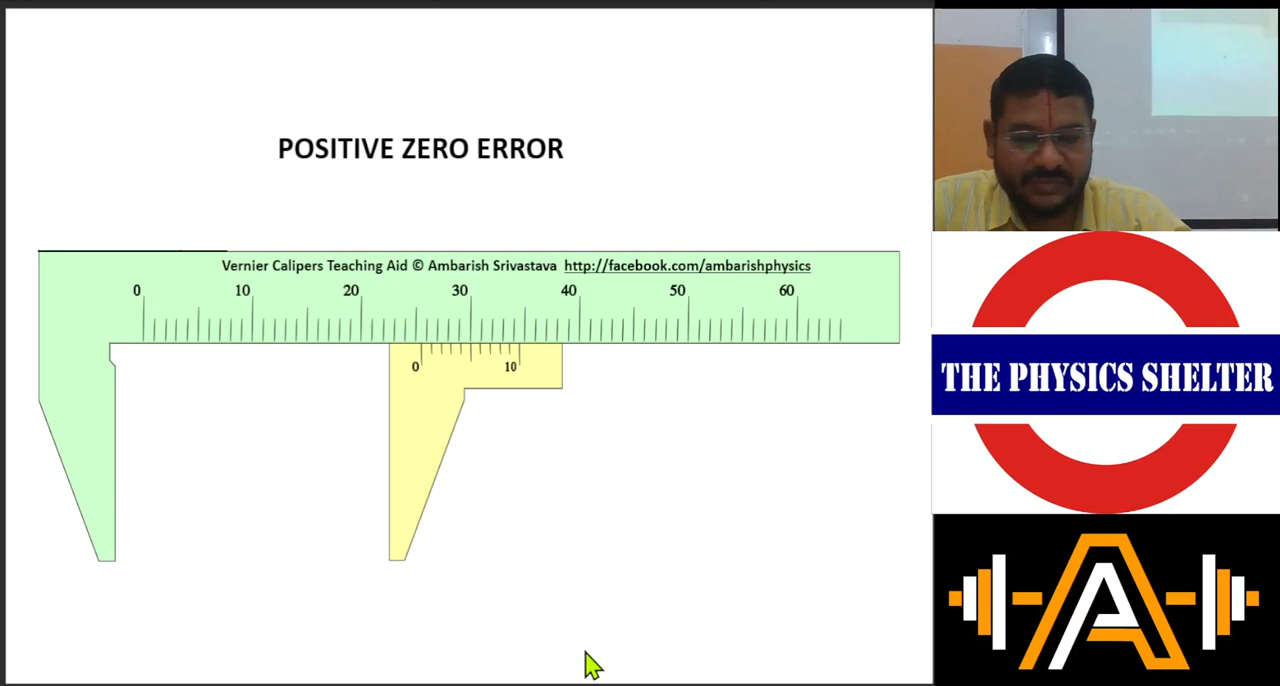 POSITIVE ZERO ERROR
Vernier Calipers Teaching Aid © Ambarish Srivastava http://facebook.com/ambarishphysics
0 10 20 30 40 50 60
0 10
THE PHYSICS SHELTER
A